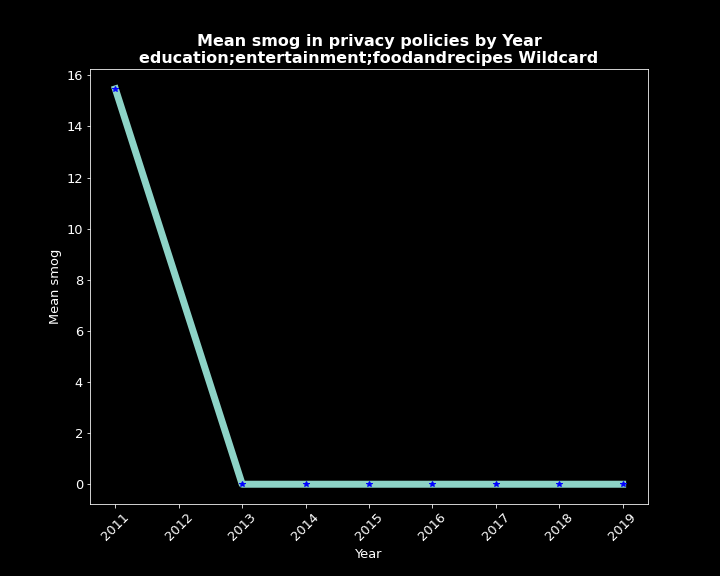 Mean smog in privacy policies by Year
education;entertainment;foodandrecipes Wildcard
16
14
12
10
8
6
4
2
0
Mean smog
2011 2012 2013 2014 2015 2016 2017 2018 2019
Year